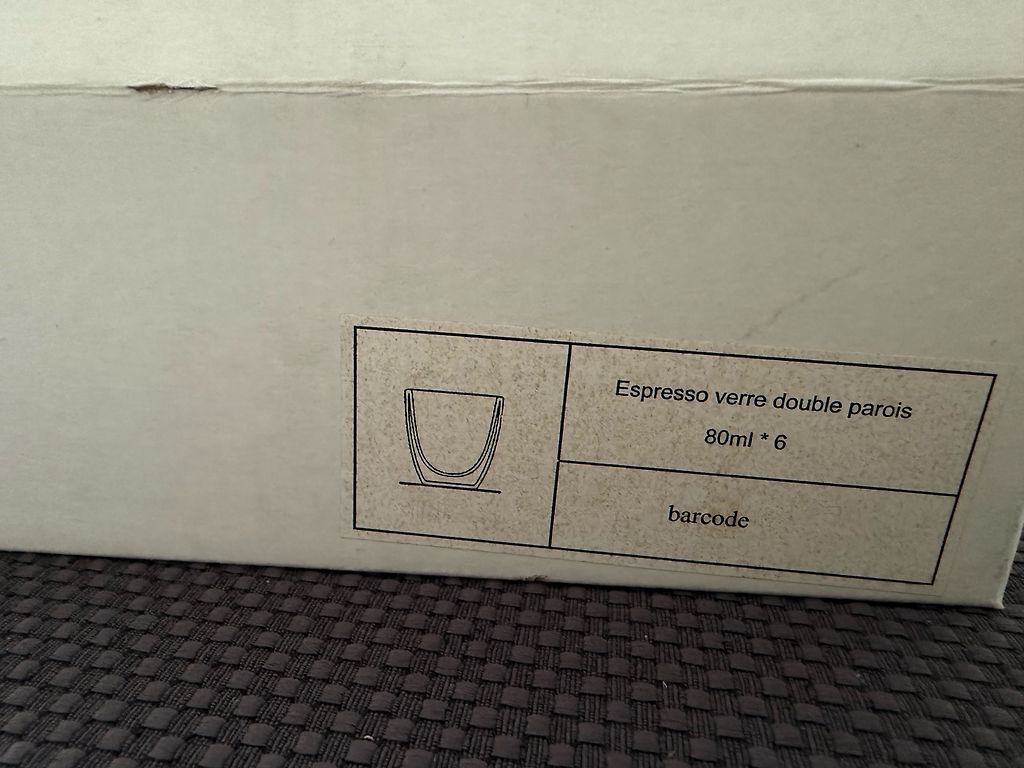 Espresso verre double parois
80ml * 6
barcode